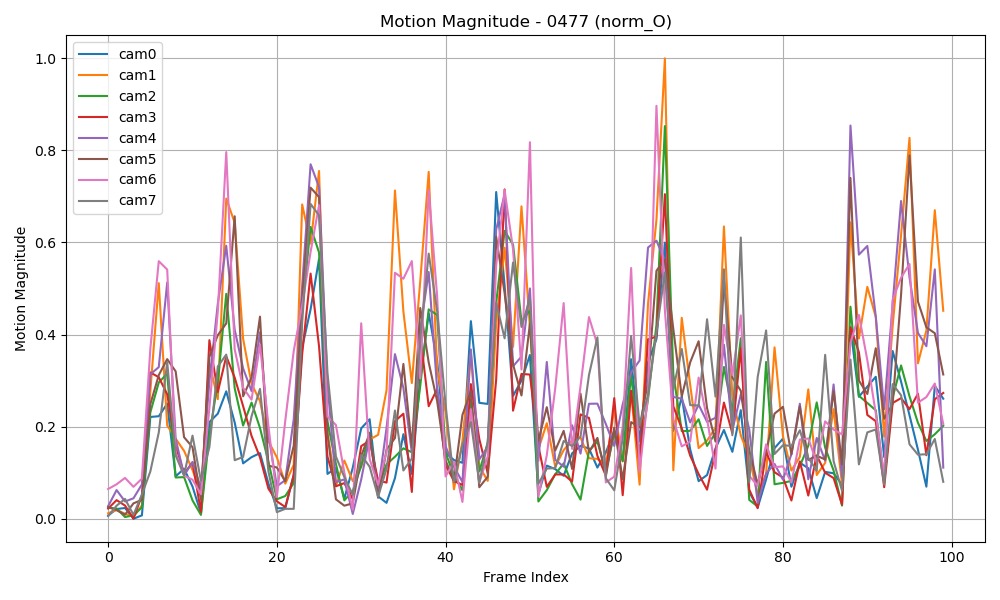 Motion Magnitude - 0477 (norm_O)
Motion Magnitude
1.0
0.8
0.6
0.4
0.2
0.0
cam0
cam1
cam2
cam3
cam4
cam5
cam6
cam7
0 20 40 60 80 100
Frame Index